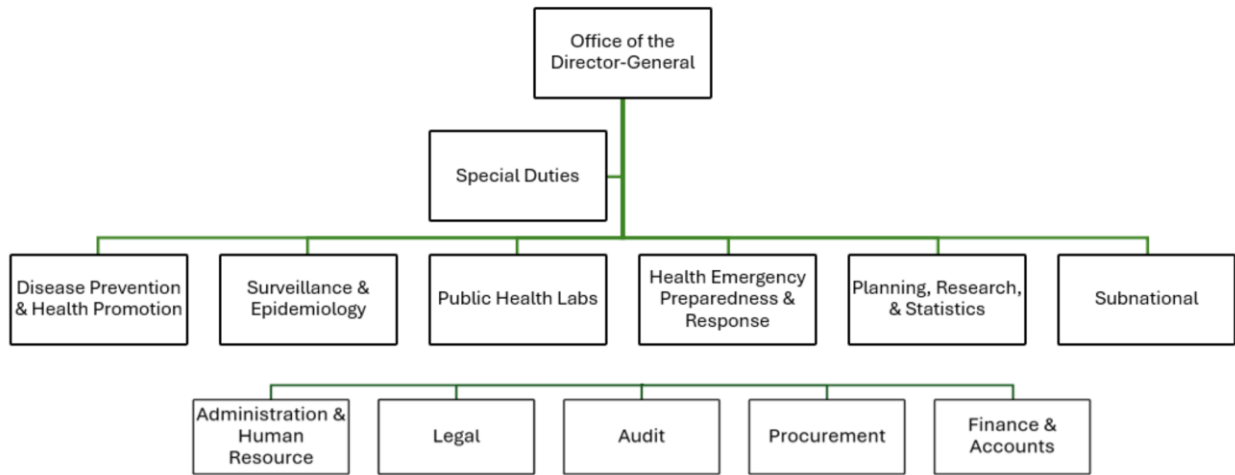 Office of the
Director-General
Special Duties
Disease Prevention
& Health Promotion
Surveillance &
Epidemiology
Public Health Labs
Health Emergency
Preparedness &
Response
Planning, Research,
& Statistics
Subnational
Administration &
Human
Resource
Legal
Audit
Procurement
Finance &
Accounts